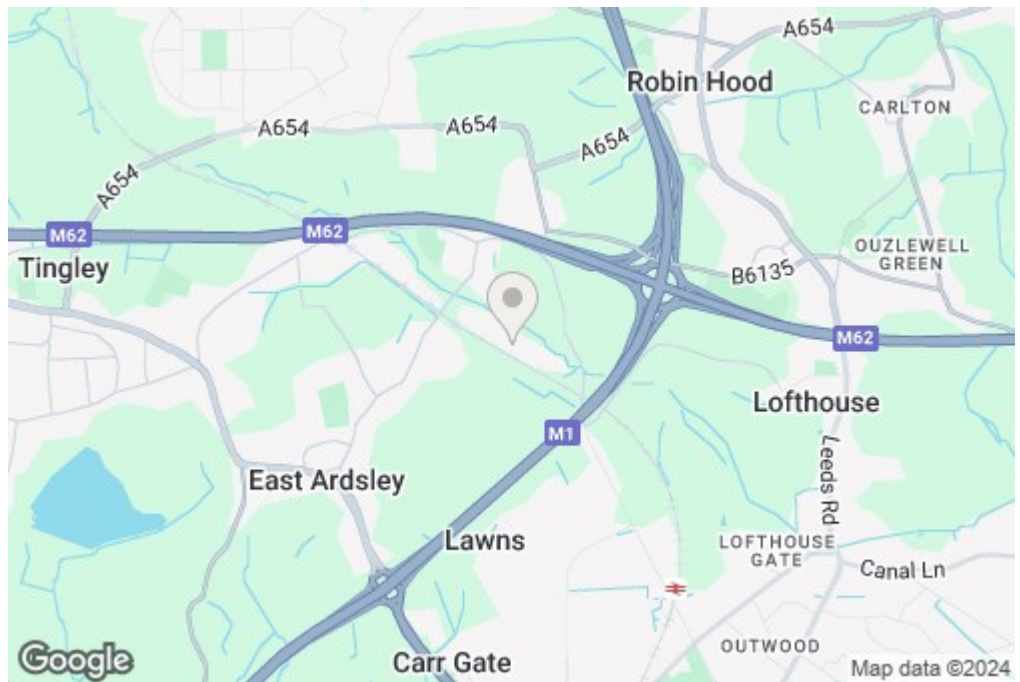 A654
Robin Hood
CARLTON
A654
A654
A654
A654
M62
M62
Tingley
OUZLEWELL
GREEN
B6135
M62
Lofthouse
M1
East Ardsley
Leeds Rd
Lawns
LOFTHOUSE
GATE
Canal Ln
OUTWOOD
Carr Gate
Google
Map data ©2024